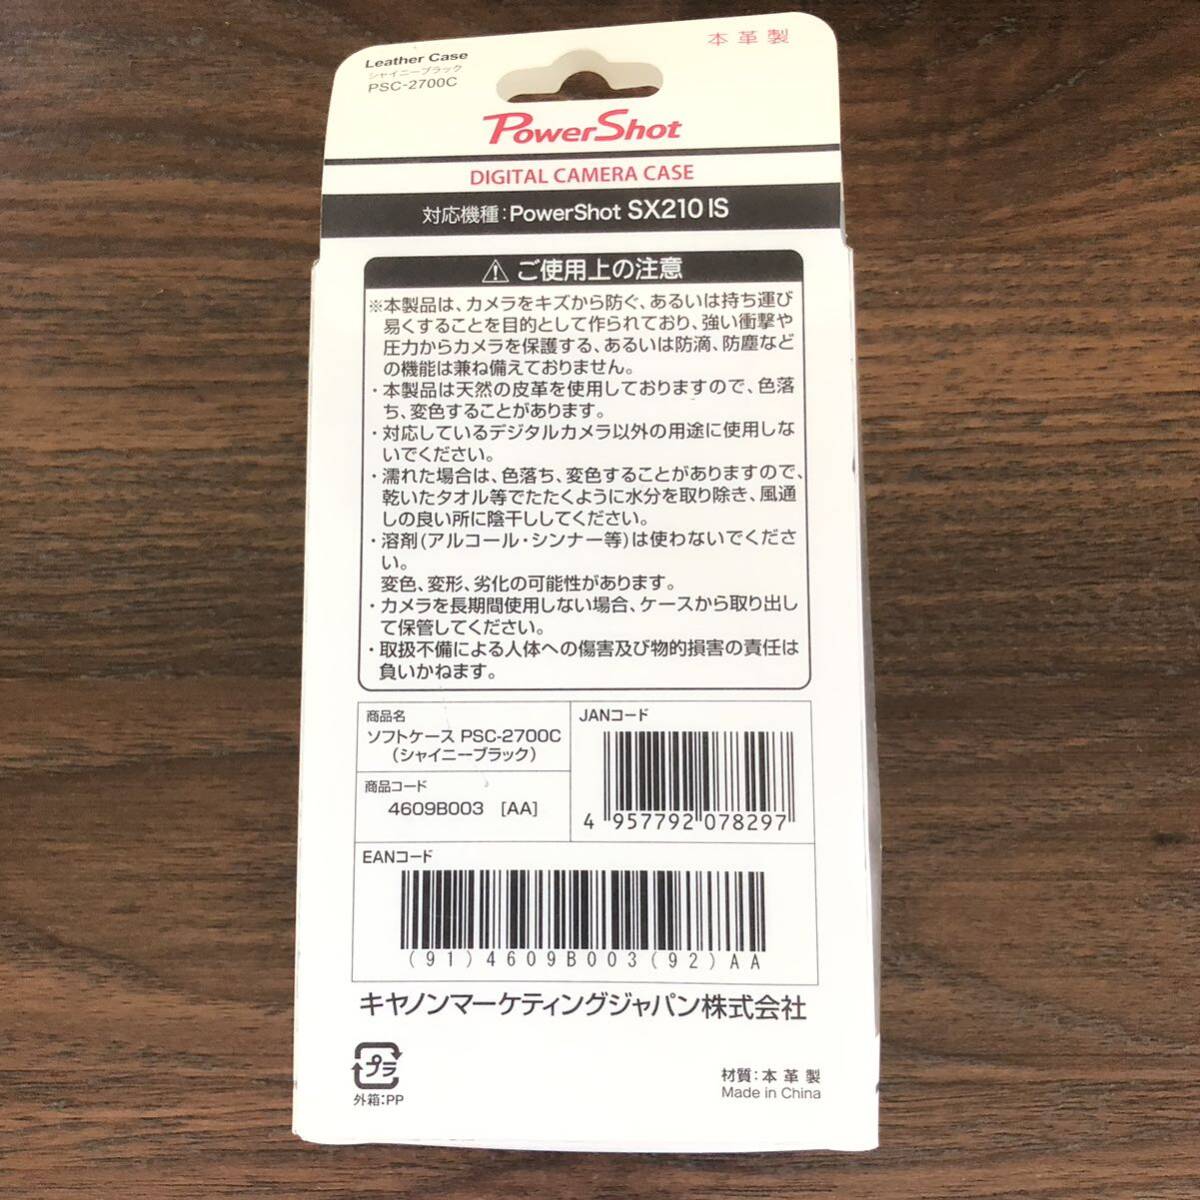 Leather Case
シャイニーブラック
PSC-2700C
本革製
PowerShot
DIGITAL CAMERA CASE
対応機種：PowerShot SX210 IS
ご使用上の注意
※本製品は、カメラをキズから防ぐ、あるいは持ち運び
易くすることを目的として作られており、強い衝撃や
圧力からカメラを保護する、あるいは防滴、防塵など
の機能は兼ね備えておりません。
・本製品は天然の皮革を使用しておりますので、色落
ち、変色することがあります。
・対応しているデジタルカメラ以外の用途に使用しな
いでください。
・濡れた場合は、色落ち、変色することがありますので、
乾いたタオル等でたたくように水分を取り除き、風通
しの良い所に陰干ししてください。
・溶剤(アルコール・シンナー等)は使わないでくださ
い。
変色、変形、劣化の可能性があります。
・カメラを長期間使用しない場合、ケースから取り出し
て保管してください。
・取扱不備による人体への傷害及び物的損害の責任は
負いかねます。
商品名
ソフトケース PSC-2700C
（シャイニーブラック）
商品コード
4609B003 [AA]
JANコード
4 957792 078297
EANコード
(91)4609B003(92)AA
キヤノンマーケティングジャパン株式会社
プラ
外箱：PP
材質：本革製
Made in China